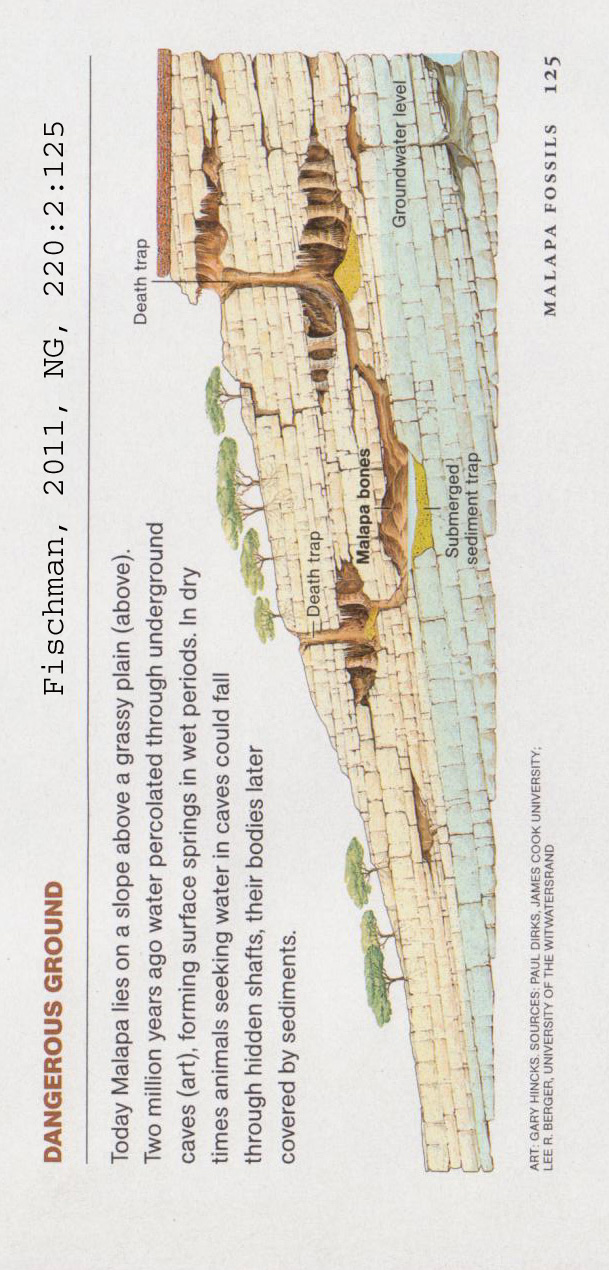 Fischman, 2011, NG, 220:2:125
DANGEROUS GROUND
Today Malapa lies on a slope above a grassy plain (above).
Two million years ago water percolated through underground
caves (art), forming surface springs in wet periods. In dry
times animals seeking water in caves could fall
through hidden shafts, their bodies later
covered by sediments.
Death trap
Death trap
Malapa bones
Submerged
sediment trap
Groundwater level
ART: GARY HINCKS. SOURCES: PAUL DIRKS, JAMES COOK UNIVERSITY;
LEE R. BERGER, UNIVERSITY OF THE WITWATERSRAND
MALAPA FOSSILS 125